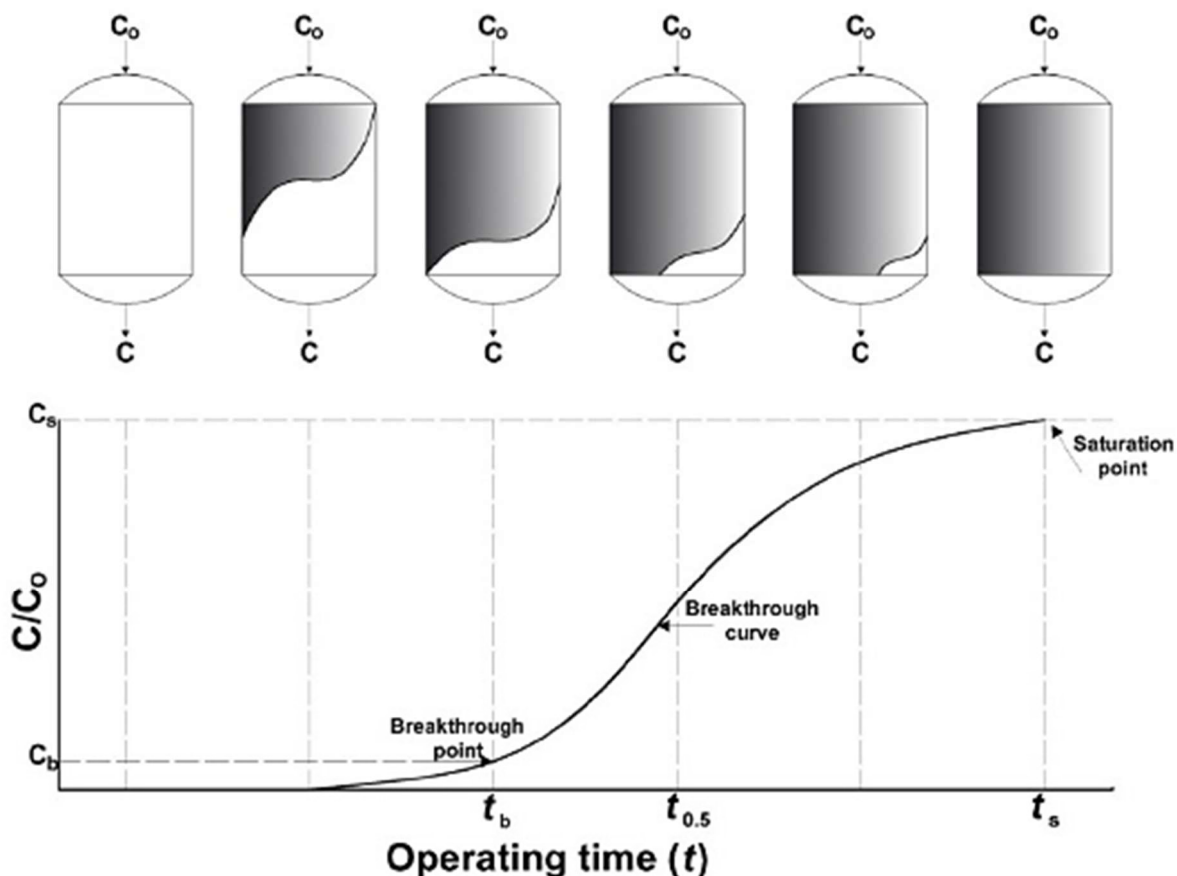 Co Co Co Co Co Co
C C C C C C
Cs
Saturation
point
C/Co
Breakthrough
curve
Breakthrough
point
Cb
tb t0.5 ts
Operating time (t)